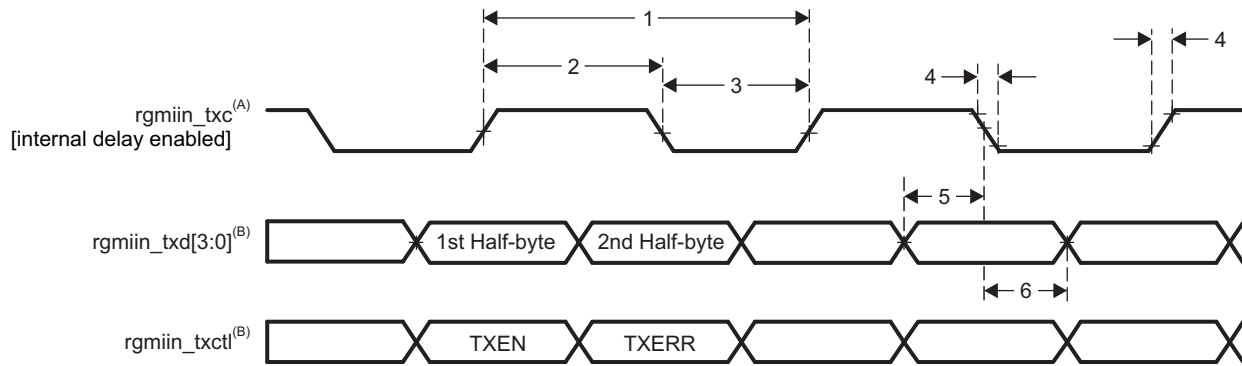 1
4
2
4
3
rgmiin_txc(A)
[internal delay enabled]
5
rgmiin_txd[3:0](B)
1st Half-byte
2nd Half-byte
6
rgmiin_txctl(B)
TXEN
TXERR